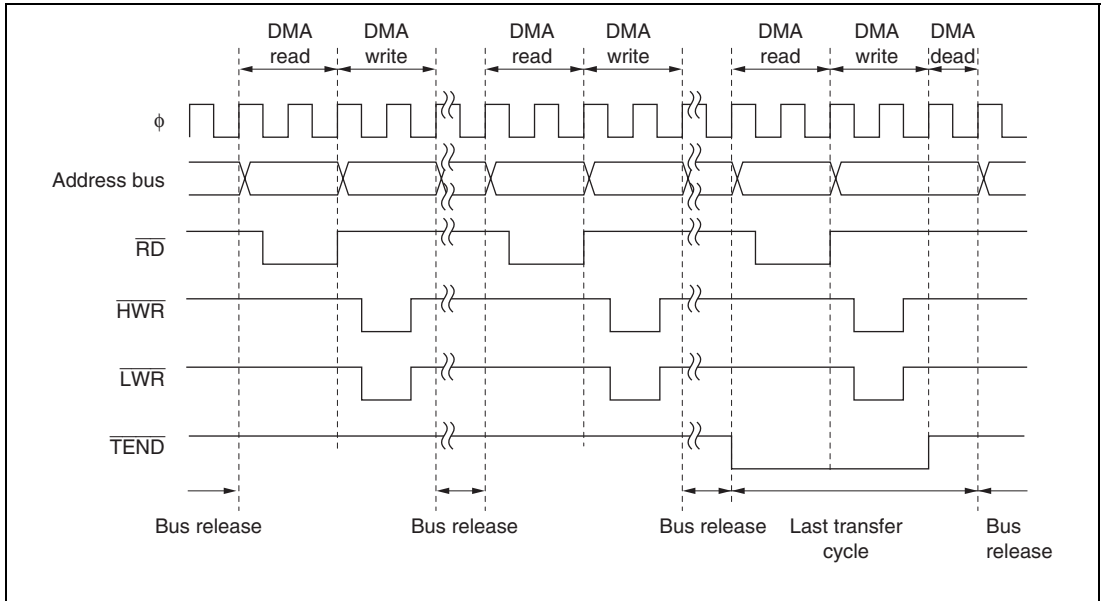 DMA read
DMA write
DMA read
DMA write
DMA read
DMA write
DMA dead
ϕ
Address bus
RD
HWR
LWR
TEND
Bus release
Bus release
Bus release
Last transfer cycle
Bus release